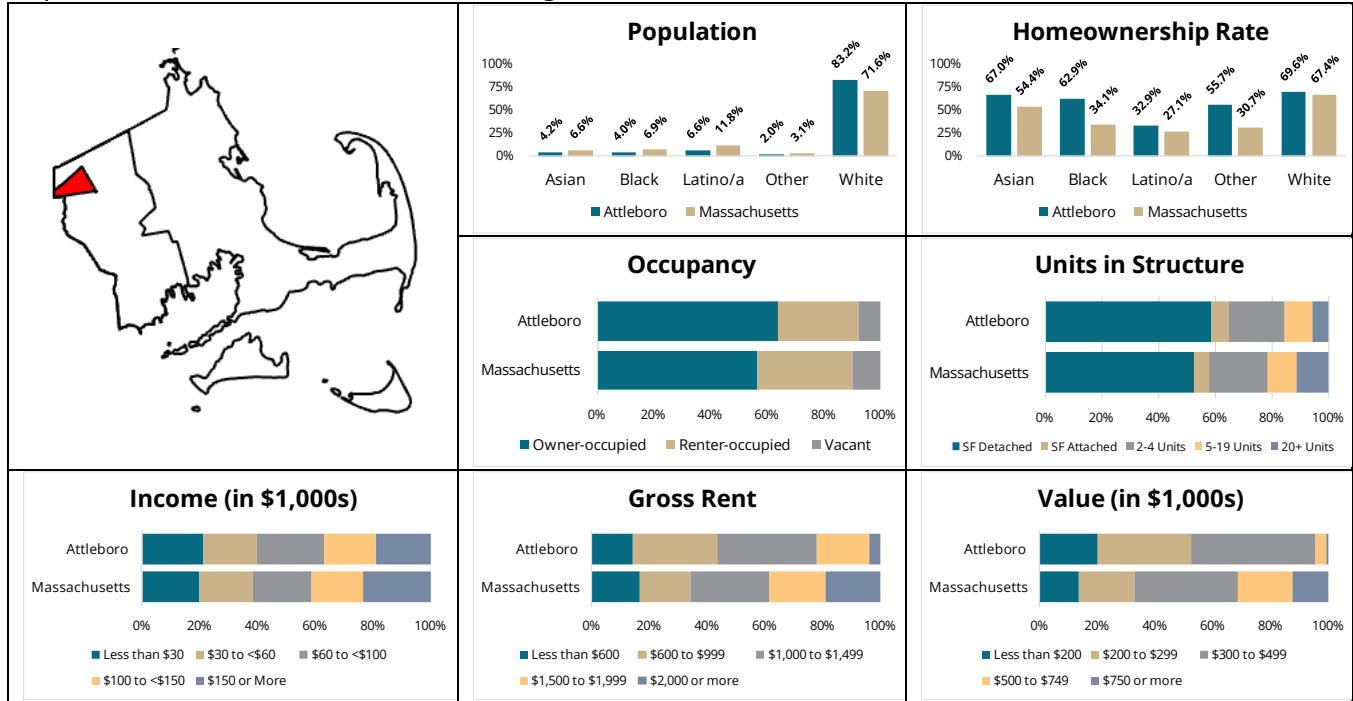 Population
83.2%
71.6%
100%
75%
50%
25%
0%
4.2%
6.6%
4.0%
6.9%
6.6%
11.8%
2.0%
3.1%
Asian Black Latino/a Other White
Attleboro Massachusetts
Homeownership Rate
100%
75%
50%
25%
0%
67.0%
54.4%
62.9%
34.1%
32.9%
27.1%
55.7%
30.7%
69.6%
67.4%
Asian Black Latino/a Other White
Attleboro Massachusetts
Occupancy
Attleboro
Massachusetts
0% 20% 40% 60% 80% 100%
Owner-occupied Renter-occupied Vacant
Units in Structure
Attleboro
Massachusetts
0% 20% 40% 60% 80% 100%
SF Detached SF Attached 2-4 Units 5-19 Units 20+ Units
Income (in $1,000s)
Attleboro
Massachusetts
0% 20% 40% 60% 80% 100%
Less than $30 $30 to <$60 $60 to <$100
$100 to <$150 $150 or More
Gross Rent
Attleboro
Massachusetts
0% 20% 40% 60% 80% 100%
Less than $600 $600 to $999 $1,000 to $1,499
$1,500 to $1,999 $2,000 or more
Value (in $1,000s)
Attleboro
Massachusetts
0% 20% 40% 60% 80% 100%
Less than $200 $200 to $299 $300 to $499
$500 to $749 $750 or more